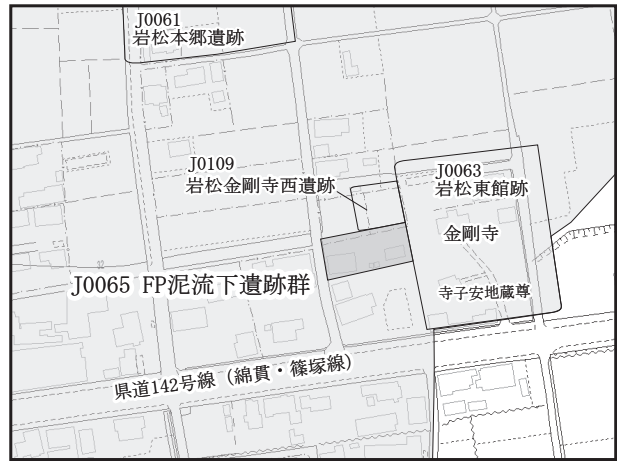 J0061
岩松本郷遺跡
J0109
岩松金剛寺西遺跡
J0063
岩松東館跡
金剛寺
寺子安地蔵尊
J0065 FP泥流下遺跡群
県道142号線（綿貫・篠塚線）